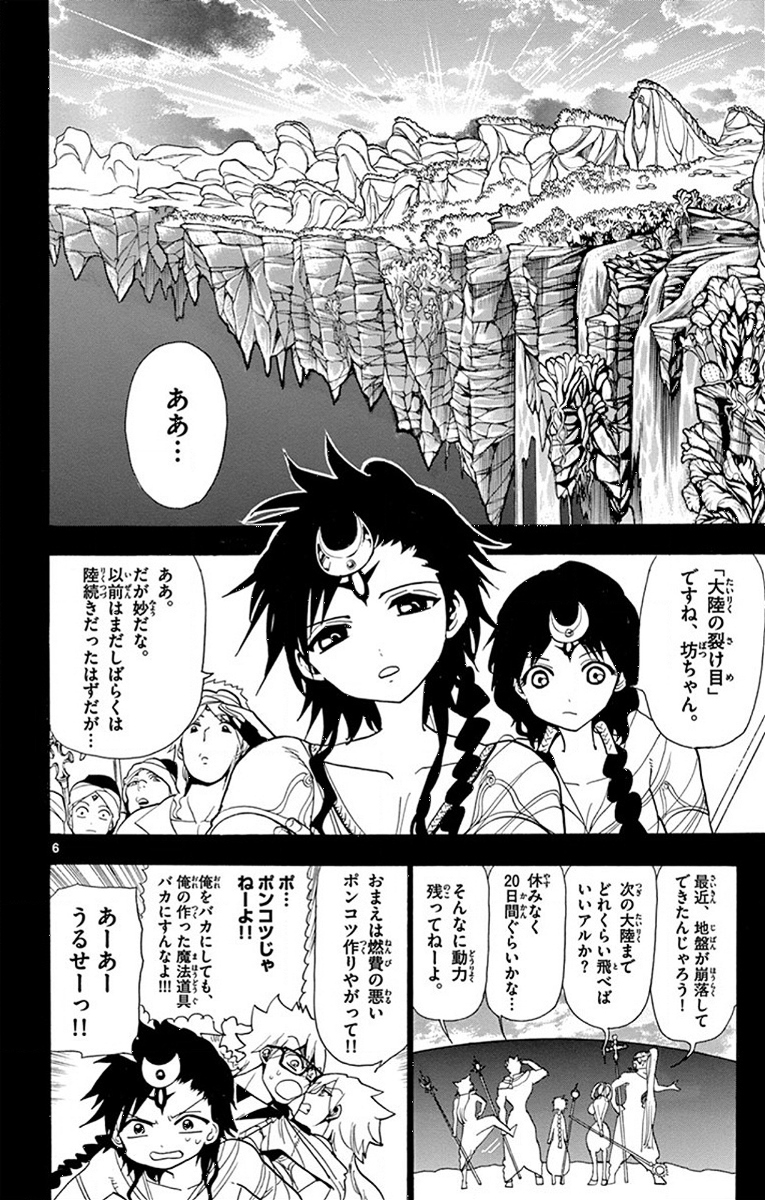 ああ…
「大陸の裂け目」
ですね、坊ちゃん。
ああ。
だが妙だな。
以前はまだしばらくは
陸続きだったはずだが…
6
最近、地盤が崩落して
できたんじゃろう！
次の大陸まで
どれくらい飛べば
いいアルか？
休みなく
20日間ぐらいかな…
そんなに動力
残ってねーよ。
おまえは燃費の悪い
ポンコツ作りやがって!!
ポ…
ポンコツじゃ
ねーよ!!
俺をバカにしても、
俺の作った魔法道具
バカにすんなよ!!!
あーあー
うるせーっ!!